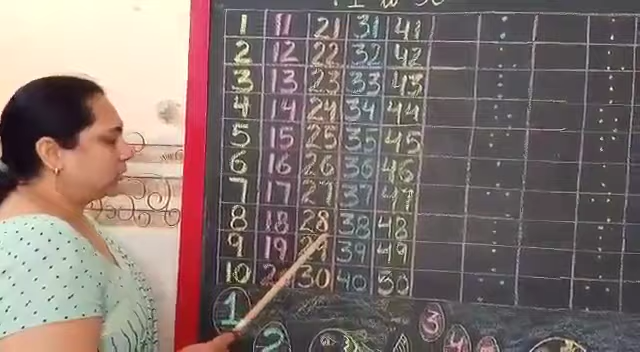 1 11 21 31 41
2 12 22 32 42
3 13 23 33 43
4 14 24 34 44
5 15 25 35 45
6 16 26 36 46
7 17 27 37 47
8 18 28 38 48
9 19 29 39 49
10 20 30 40 50
1 2 3